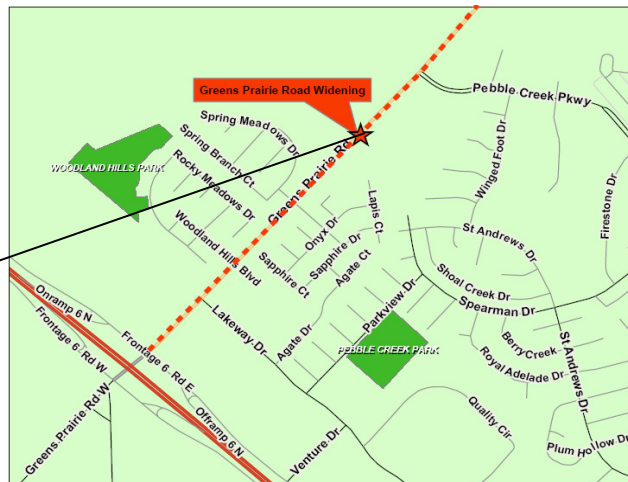 Greens Prairie Road Widening
Pebble Creek Pkwy
Spring Meadows Dr
Spring Branch Ct
WOODLAND HILLS PARK
Rocky Meadows Dr
Greens Prairie Rd
Winged Foot Dr
Firestone Dr
Lapis Ct
Onyx Dr
Woodland Hills Blvd
Sapphire Dr
St Andrews Dr
Sapphire Ct
Agate Ct
Shoal Creek Dr
Spearman Dr
Onramp 6 N
Frontage 6 Rd W
Lakeway Dr
Parkview Dr
Agate Dr
PEBBLE CREEK PARK
BerryCreek
St Andrews Dr
Royal Adelade Dr
Frontage 6 Rd E
Offramp 6 N
Greens Prairie Rd W
Quality Cir
Venture Dr
Plum Hollow Dr